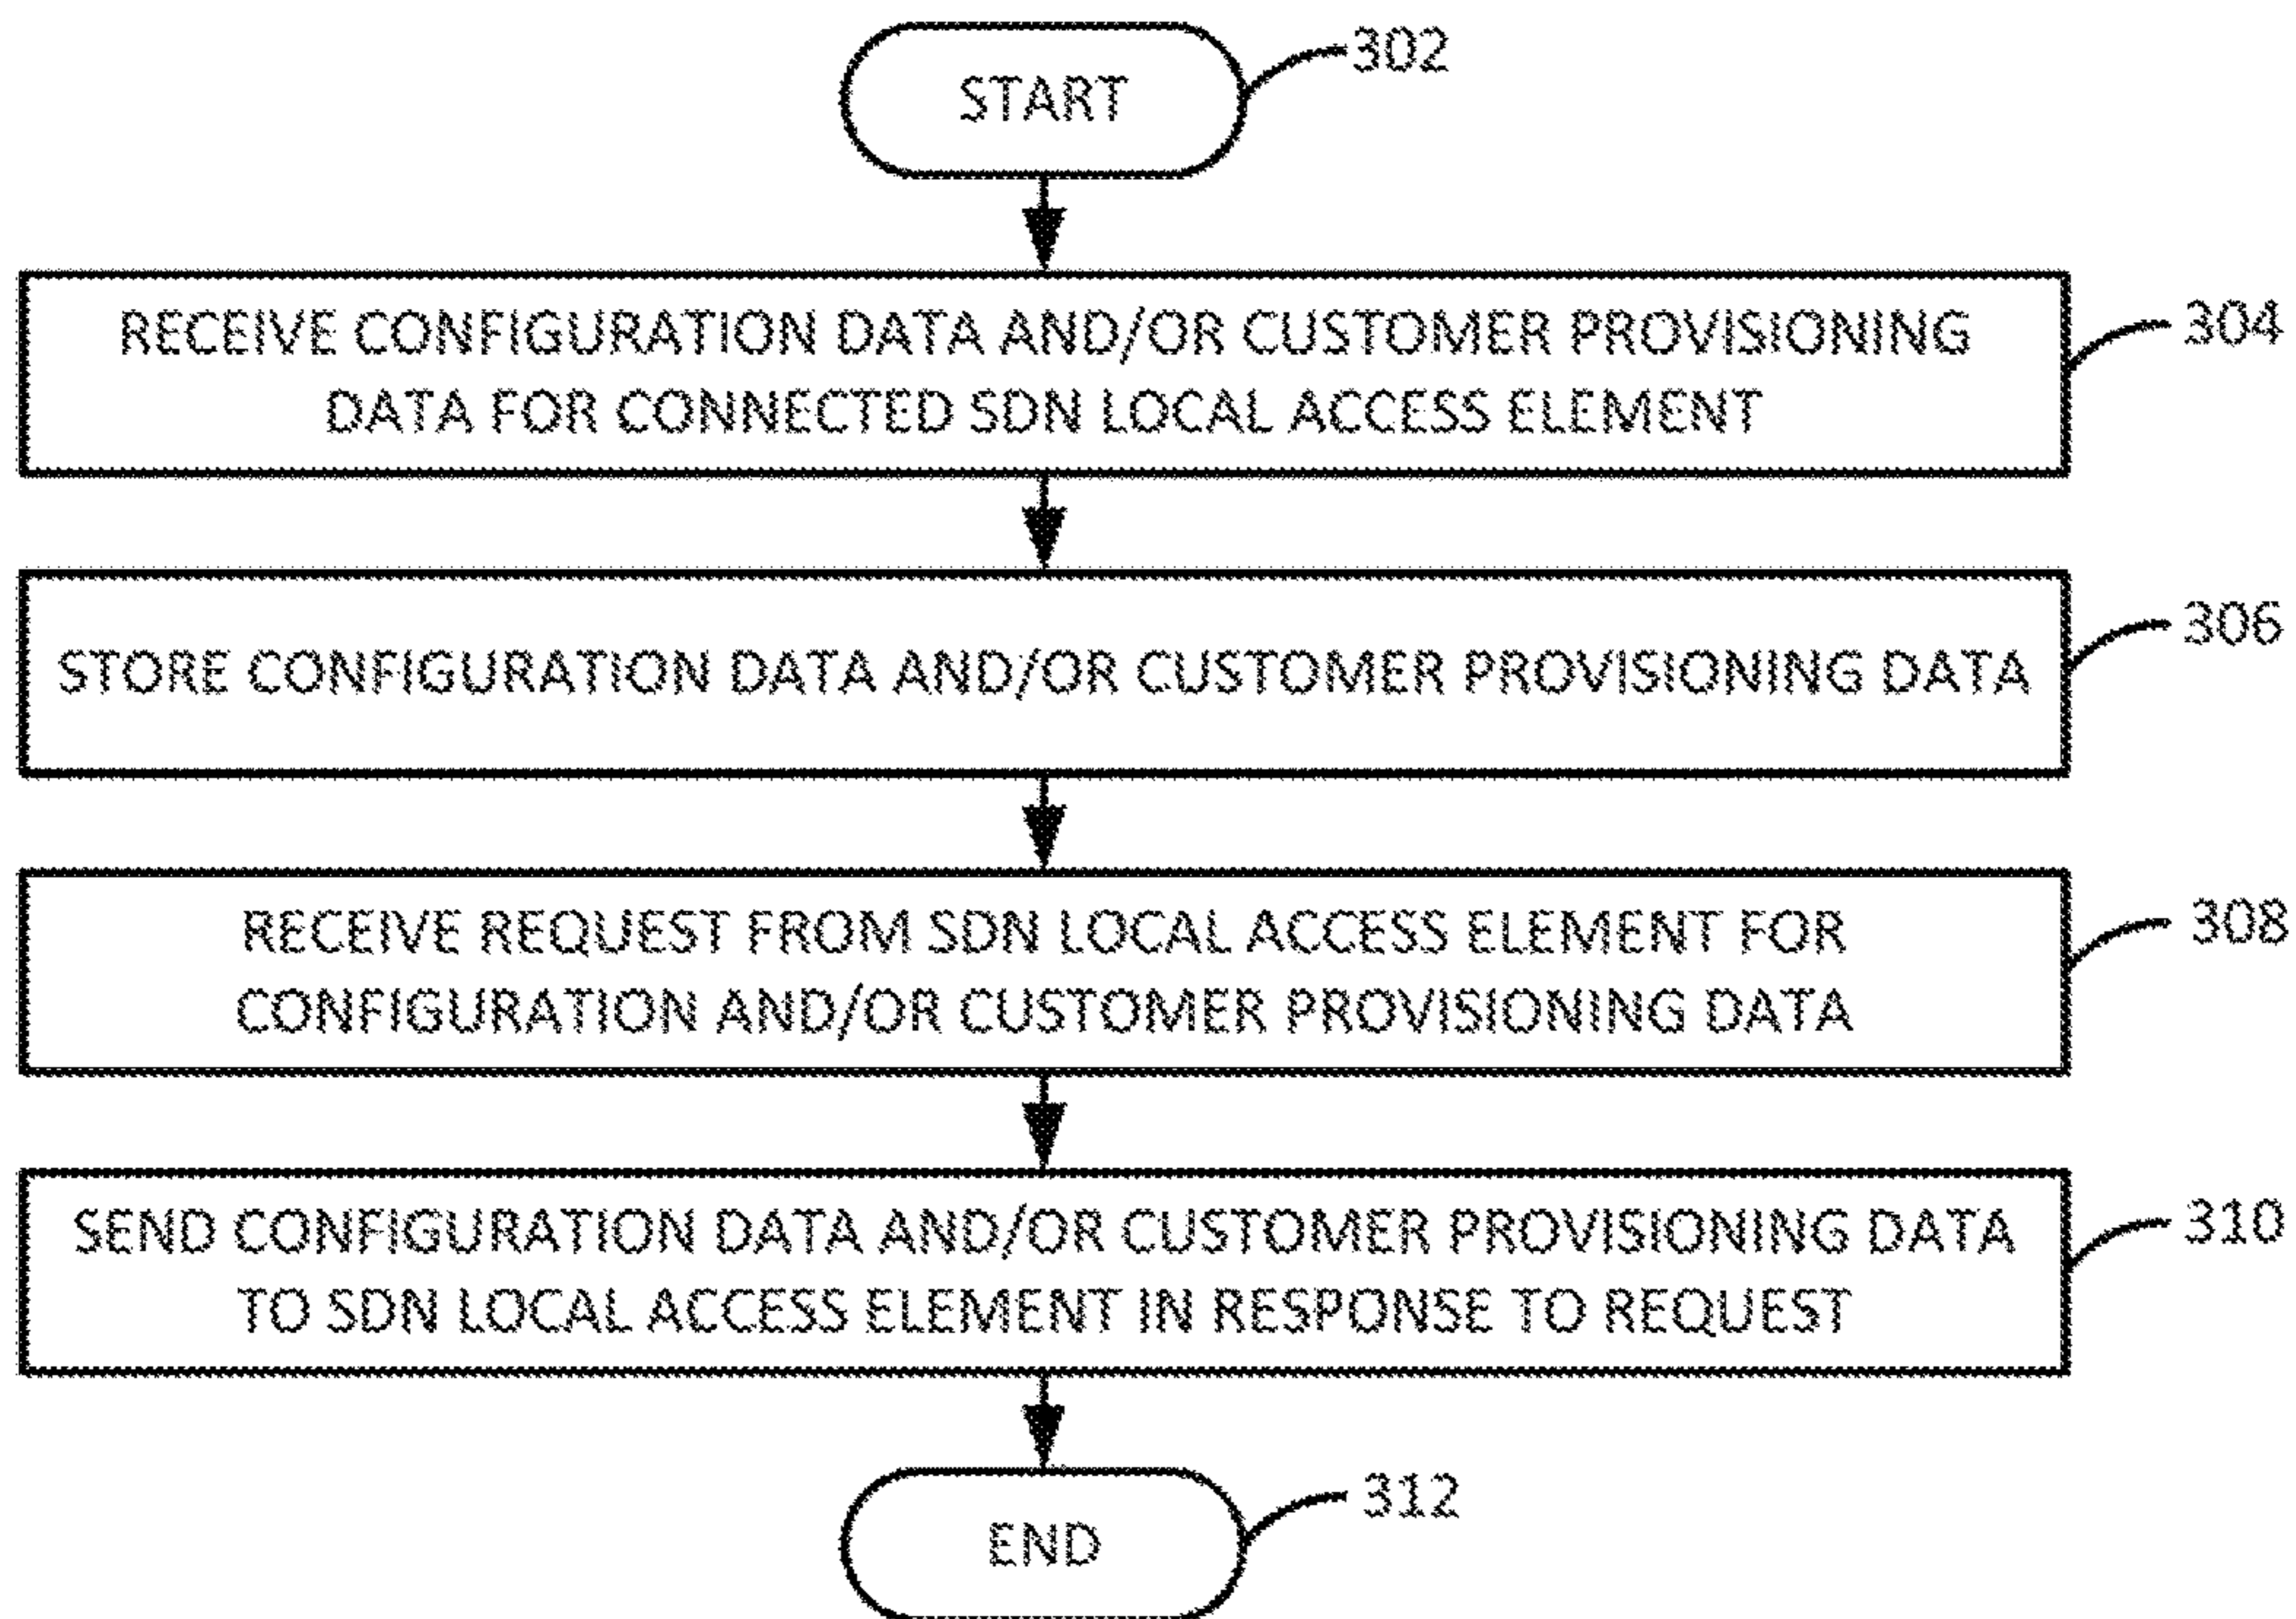 START
302
RECEIVE CONFIGURATION DATA AND/OR CUSTOMER PROVISIONING
DATA FOR CONNECTED SDN LOCAL ACCESS ELEMENT
304
STORE CONFIGURATION DATA AND/OR CUSTOMER PROVISIONING DATA
306
RECEIVE REQUEST FROM SDN LOCAL ACCESS ELEMENT FOR
CONFIGURATION AND/OR CUSTOMER PROVISIONING DATA
308
SEND CONFIGURATION DATA AND/OR CUSTOMER PROVISIONING DATA
TO SDN LOCAL ACCESS ELEMENT IN RESPONSE TO REQUEST
310
END
312